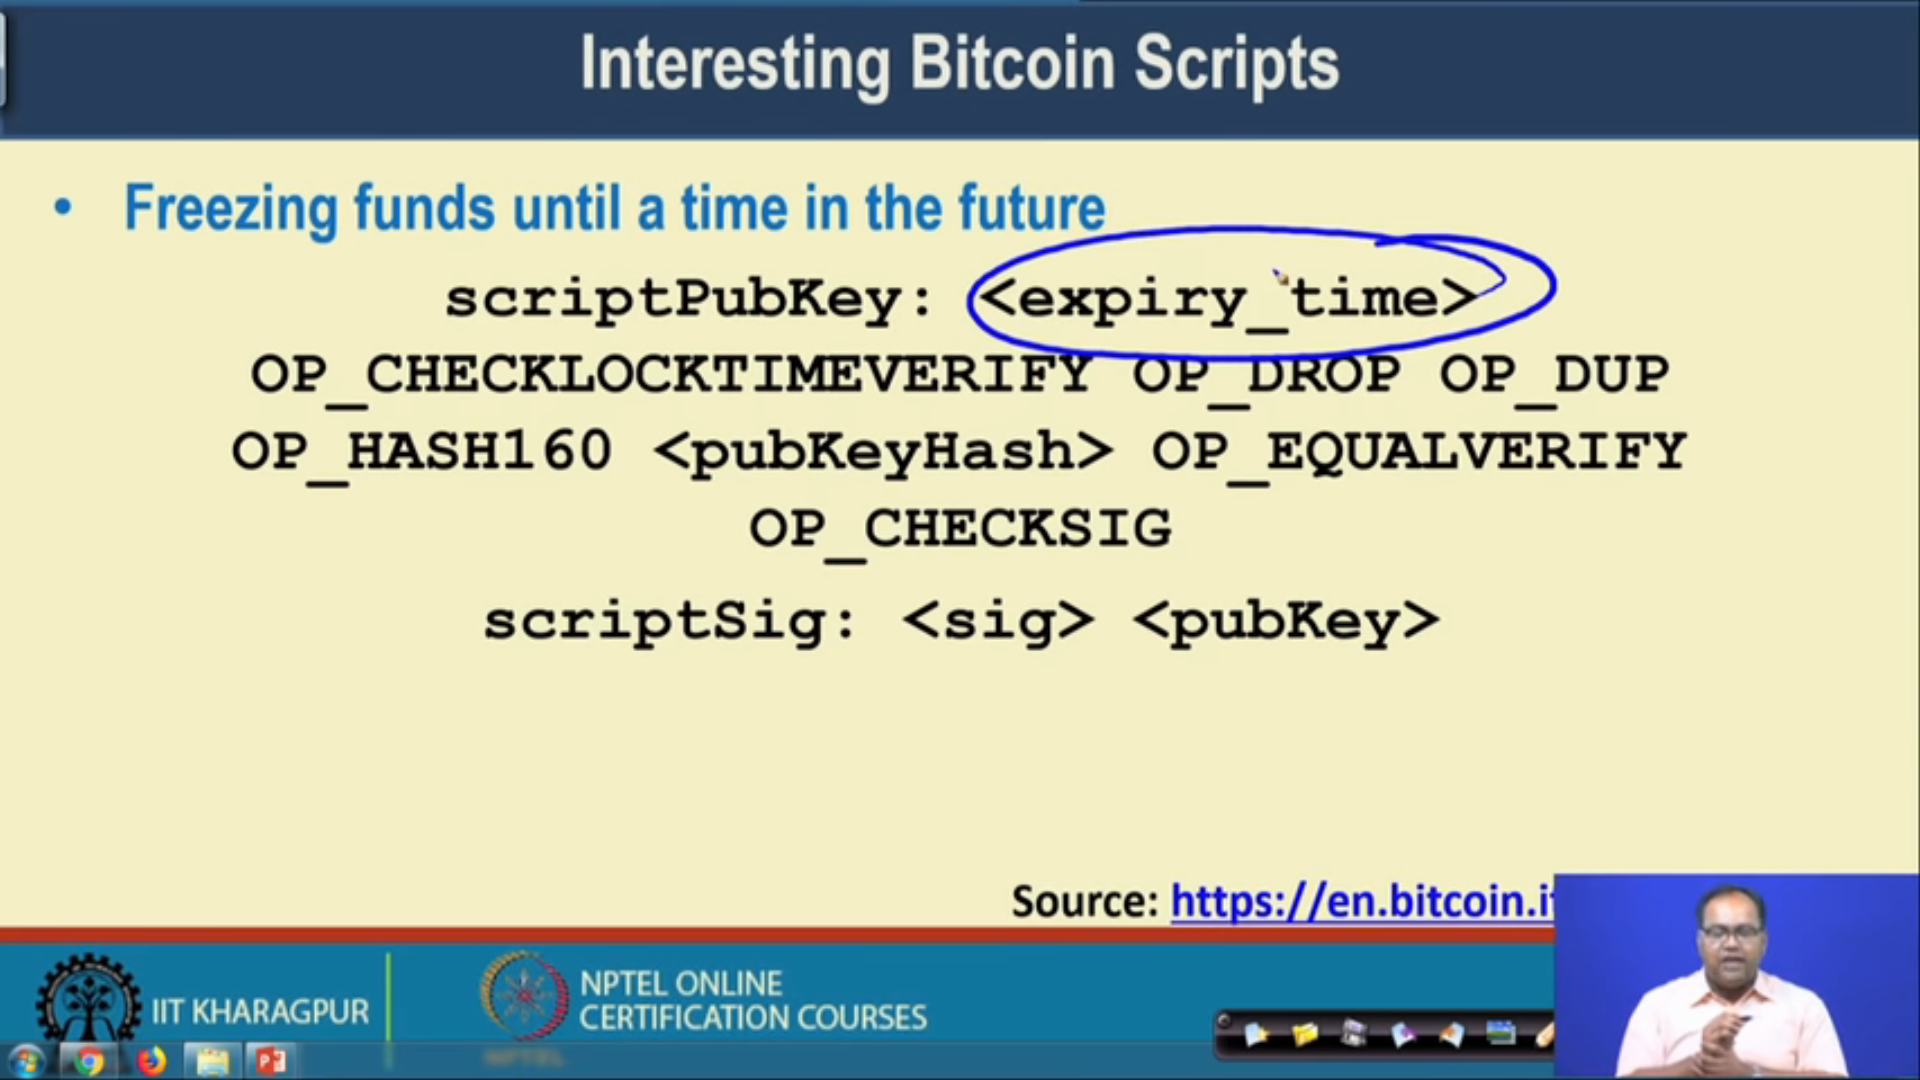 Interesting Bitcoin Scripts
• Freezing funds until a time in the future
scriptPubKey: <expiry_time>
OP_CHECKLOCKTIMEVERIFY OP_DROP OP_DUP
OP_HASH160 <pubKeyHash> OP_EQUALVERIFY
OP_CHECKSIG
scriptSig: <sig> <pubKey>
Source: https://en.bitcoin.i
IIT KHARAGPUR
NPTEL ONLINE
CERTIFICATION COURSES
NPTEL